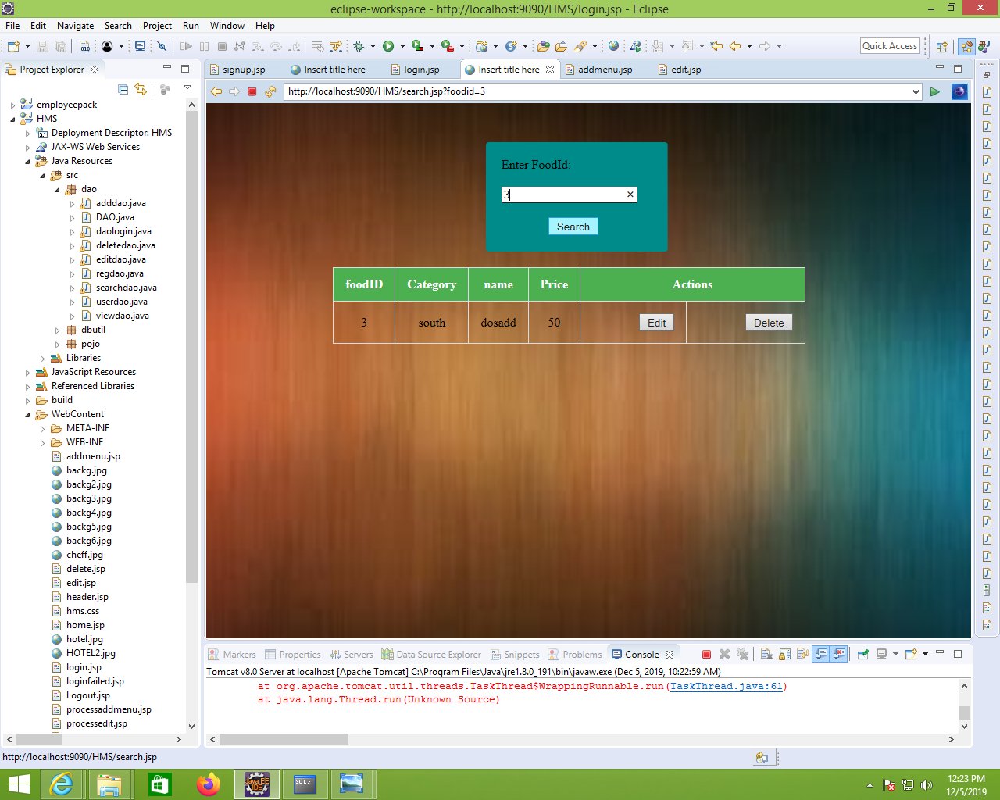 eclipse-workspace - http://localhost:9090/HMS/login.jsp - Eclipse
File Edit Navigate Search Project Run Window Help
Quick Access
Project Explorer
signup.jsp Insert title here login.jsp Insert title here addmenu.jsp edit.jsp
http://localhost:9090/HMS/search.jsp?foodid=3
employeepack
HMS
Deployment Descriptor: HMS
JAX-WS Web Services
Java Resources
src
dao
adddao.java
DAO.java
daologin.java
deletedao.java
editdao.java
regdao.java
searchdao.java
userdao.java
viewdao.java
dbutil
pojo
Libraries
JavaScript Resources
Referenced Libraries
build
WebContent
META-INF
WEB-INF
addmenu.jsp
backg.jpg
backg2.jpg
backg3.jpg
backg4.jpg
backg5.jpg
backg6.jpg
cheff.jpg
delete.jsp
edit.jsp
header.jsp
hms.css
home.jsp
hotel.jpg
HOTEL2.jpg
login.jsp
loginfailed.jsp
Logout.jsp
processaddmenu.jsp
processedit.jsp
Enter FoodId:
3
Search
foodID Category name Price Actions
3 south dosadd 50 Edit Delete
Markers Properties Servers Data Source Explorer Snippets Problems Console
Tomcat v8.0 Server at localhost [Apache Tomcat] C:\Program Files\Java\jre1.8.0_191\bin\javaw.exe (Dec 5, 2019, 10:22:59 AM)
at org.apache.tomcat.util.threads.TaskThread$WrappingRunnable.run(TaskThread.java:61)
at java.lang.Thread.run(Unknown Source)
http://localhost:9090/HMS/search.jsp
Java EE
IDE
SQL>
12:23 PM
12/5/2019